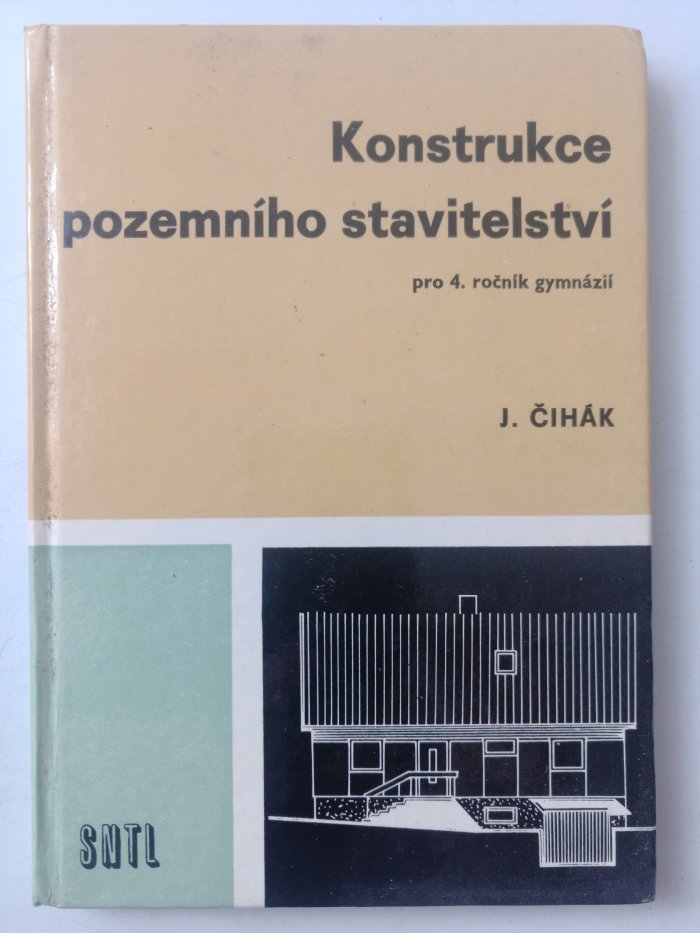 Konstrukce
pozemního stavitelství
pro 4. ročník gymnázií
J. ČIHÁK
SNTL